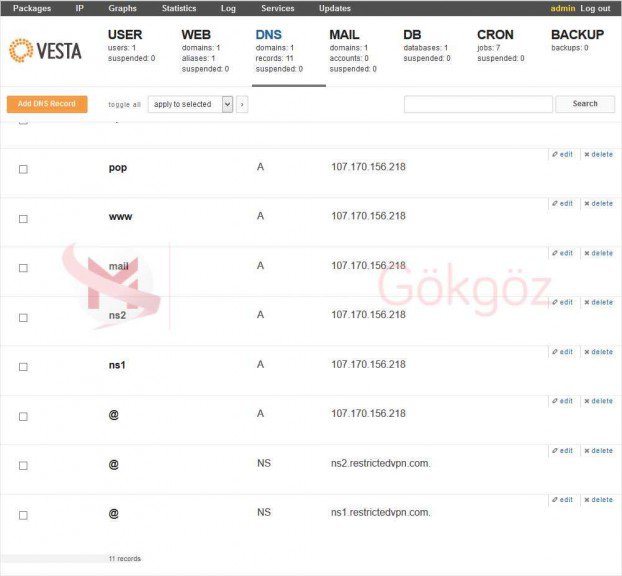 Packages IP Graphs Statistics Log Services Updates admin Log out
VESTA
USER WEB DNS MAIL DB CRON BACKUP
users: 1 domains: 1 domains: 1 domains: 1 databases: 1 jobs: 7 backups: 0
suspended: 0 aliases: 1 records: 11 accounts: 0 suspended: 0 suspended: 0
suspended: 0 suspended: 0 suspended: 0
Add DNS Record toggle all apply to selected › Search
edit delete
pop A 107.170.156.218
edit delete
www A 107.170.156.218
edit delete
mail A 107.170.156.218
Gökgöz
edit delete
ns2 A 107.170.156.218
edit delete
ns1 A 107.170.156.218
edit delete
@ A 107.170.156.218
edit delete
@ NS ns2.restrictedvpn.com.
edit delete
@ NS ns1.restrictedvpn.com.
11 records